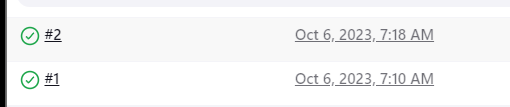 #2 Oct 6, 2023, 7:18 AM
#1 Oct 6, 2023, 7:10 AM